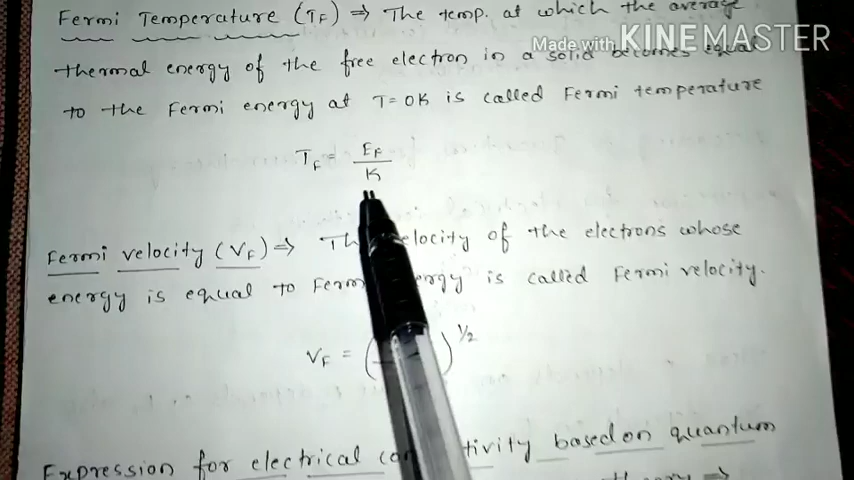 Fermi Temperature (TF) ⇒ The temp. at which the average
Made with KINEMASTER
thermal energy of the free electron in a solid becomes equal
to the Fermi energy at T=0K is called Fermi temperature
TF = EF/K
Fermi velocity (VF) ⇒ The velocity of the electrons whose
energy is equal to Fermi energy is called Fermi velocity.
VF = ( )^1/2
Expression for electrical conductivity based on quantum